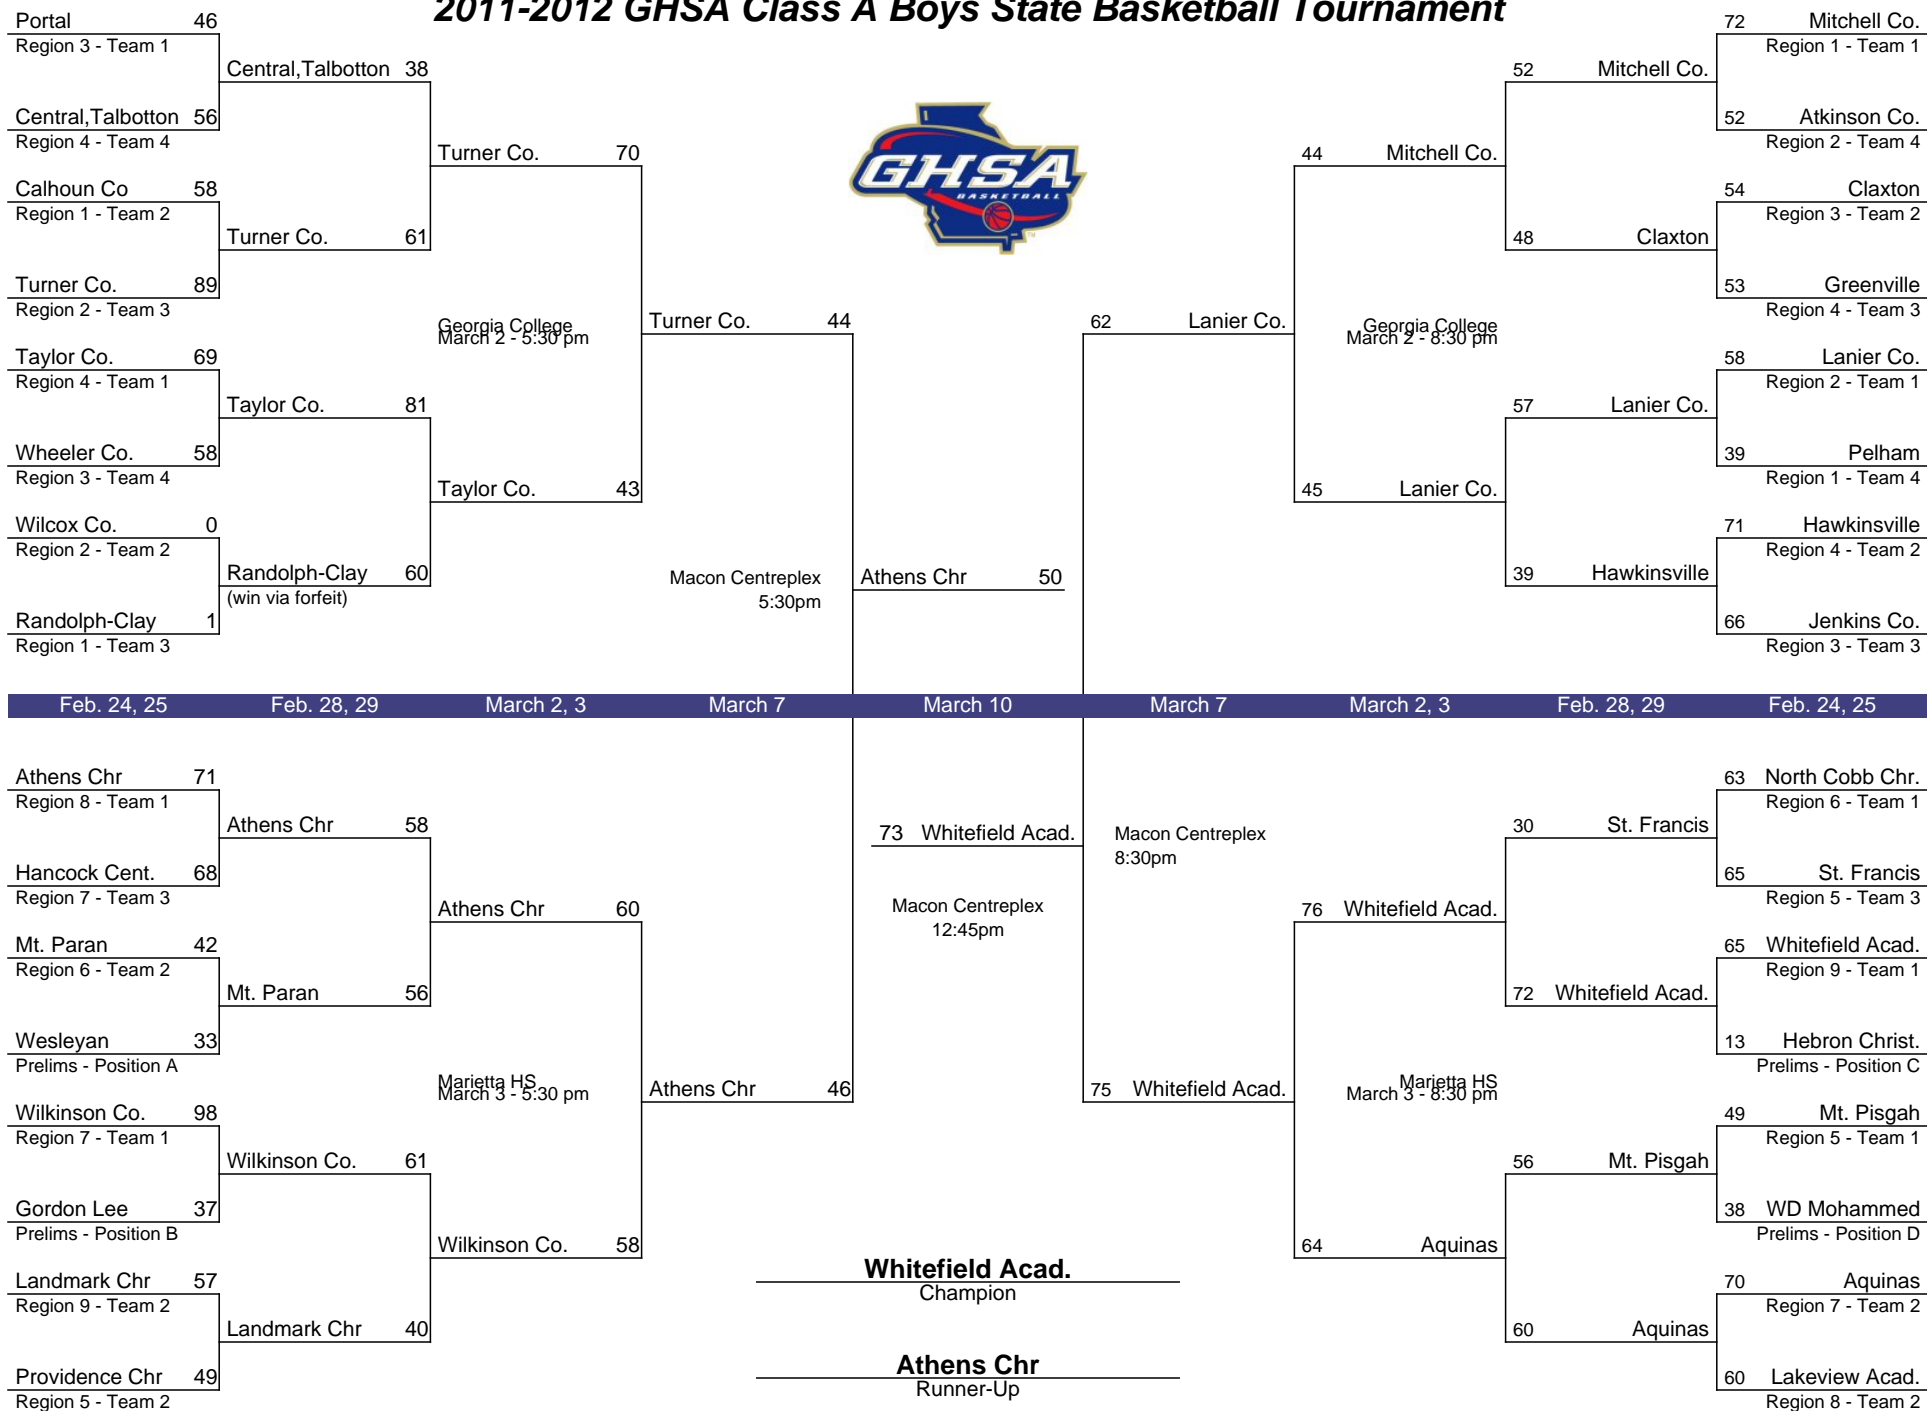 2011-2012 GHSA Class A Boys State Basketball Tournament
Portal 46
Region 3 - Team 1
Central,Talbotton 56
Region 4 - Team 4
Calhoun Co 58
Region 1 - Team 2
Turner Co. 89
Region 2 - Team 3
Taylor Co. 69
Region 4 - Team 1
Wheeler Co. 58
Region 3 - Team 4
Wilcox Co. 0
Region 2 - Team 2
Randolph-Clay 1
Region 1 - Team 3
Central,Talbotton 38
Turner Co. 61
Taylor Co. 81
Randolph-Clay 60
(win via forfeit)
Turner Co. 70
Georgia College
March 2 - 5:30 pm
Taylor Co. 43
Turner Co. 44
Macon Centreplex
5:30pm
Athens Chr 50
GHSA
BASKETBALL
TM
62 Lanier Co.
44 Mitchell Co.
Georgia College
March 2 - 8:30 pm
45 Lanier Co.
52 Mitchell Co.
48 Claxton
57 Lanier Co.
39 Hawkinsville
72 Mitchell Co.
Region 1 - Team 1
52 Atkinson Co.
Region 2 - Team 4
54 Claxton
Region 3 - Team 2
53 Greenville
Region 4 - Team 3
58 Lanier Co.
Region 2 - Team 1
39 Pelham
Region 1 - Team 4
71 Hawkinsville
Region 4 - Team 2
66 Jenkins Co.
Region 3 - Team 3
Feb. 24, 25 Feb. 28, 29 March 2, 3 March 7 March 10 March 7 March 2, 3 Feb. 28, 29 Feb. 24, 25
Athens Chr 71
Region 8 - Team 1
Hancock Cent. 68
Region 7 - Team 3
Mt. Paran 42
Region 6 - Team 2
Wesleyan 33
Prelims - Position A
Wilkinson Co. 98
Region 7 - Team 1
Gordon Lee 37
Prelims - Position B
Landmark Chr 57
Region 9 - Team 2
Providence Chr 49
Region 5 - Team 2
Athens Chr 58
Mt. Paran 56
Wilkinson Co. 61
Landmark Chr 40
Athens Chr 60
Marietta HS
March 3 - 5:30 pm
Wilkinson Co. 58
Athens Chr 46
73 Whitefield Acad.
Macon Centreplex
12:45pm
Macon Centreplex
8:30pm
75 Whitefield Acad.
76 Whitefield Acad.
Marietta HS
March 3 - 8:30 pm
64 Aquinas
30 St. Francis
72 Whitefield Acad.
56 Mt. Pisgah
60 Aquinas
63 North Cobb Chr.
Region 6 - Team 1
65 St. Francis
Region 5 - Team 3
65 Whitefield Acad.
Region 9 - Team 1
13 Hebron Christ.
Prelims - Position C
49 Mt. Pisgah
Region 5 - Team 1
38 WD Mohammed
Prelims - Position D
70 Aquinas
Region 7 - Team 2
60 Lakeview Acad.
Region 8 - Team 2
Whitefield Acad.
Champion
Athens Chr
Runner-Up